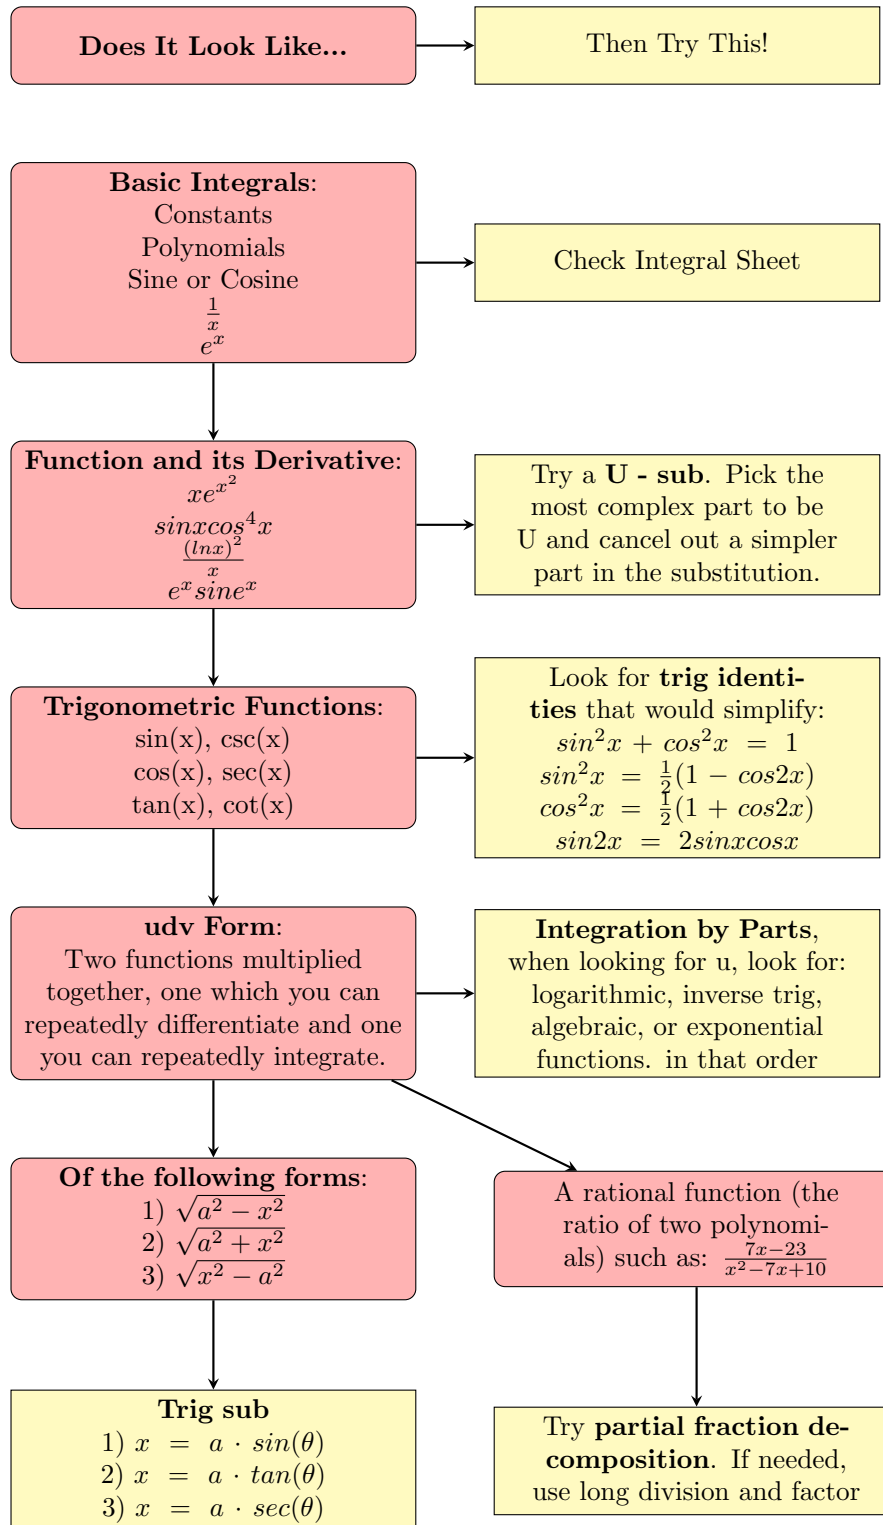 Does It Look Like...
Then Try This!
Basic Integrals:
Constants
Polynomials
Sine or Cosine
1/x
e^x
Check Integral Sheet
Function and its Derivative:
xe^{x^2}
sinxcos^4x
(lnx)^2/x
e^xsine^x
Try a U - sub. Pick the
most complex part to be
U and cancel out a simpler
part in the substitution.
Trigonometric Functions:
sin(x), csc(x)
cos(x), sec(x)
tan(x), cot(x)
Look for trig identi-
ties that would simplify:
sin^2x + cos^2x = 1
sin^2x = 1/2(1 − cos2x)
cos^2x = 1/2(1 + cos2x)
sin2x = 2sinxcosx
udv Form:
Two functions multiplied
together, one which you can
repeatedly differentiate and one
you can repeatedly integrate.
Integration by Parts,
when looking for u, look for:
logarithmic, inverse trig,
algebraic, or exponential
functions. in that order
Of the following forms:
1) √(a^2 − x^2)
2) √(a^2 + x^2)
3) √(x^2 − a^2)
A rational function (the
ratio of two polynomi-
als) such as: (7x−23)/(x^2−7x+10)
Trig sub
1) x = a · sin(θ)
2) x = a · tan(θ)
3) x = a · sec(θ)
Try partial fraction de-
composition. If needed,
use long division and factor